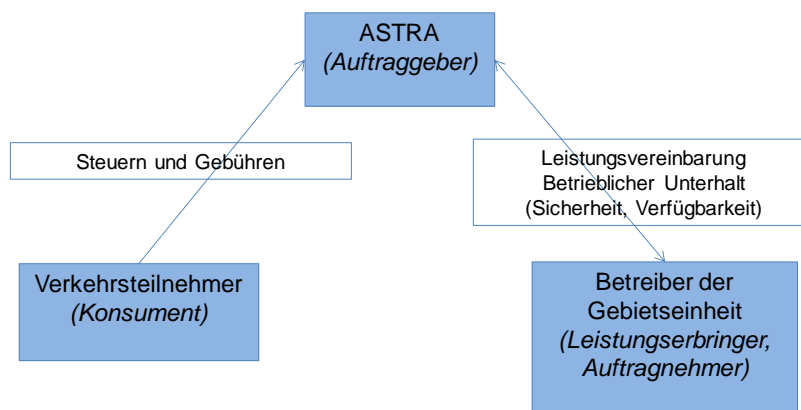 ASTRA
(Auftraggeber)
Steuern und Gebühren
Leistungsvereinbarung
Betrieblicher Unterhalt
(Sicherheit, Verfügbarkeit)
Verkehrsteilnehmer
(Konsument)
Betreiber der
Gebietseinheit
(Leistungserbringer,
Auftragnehmer)